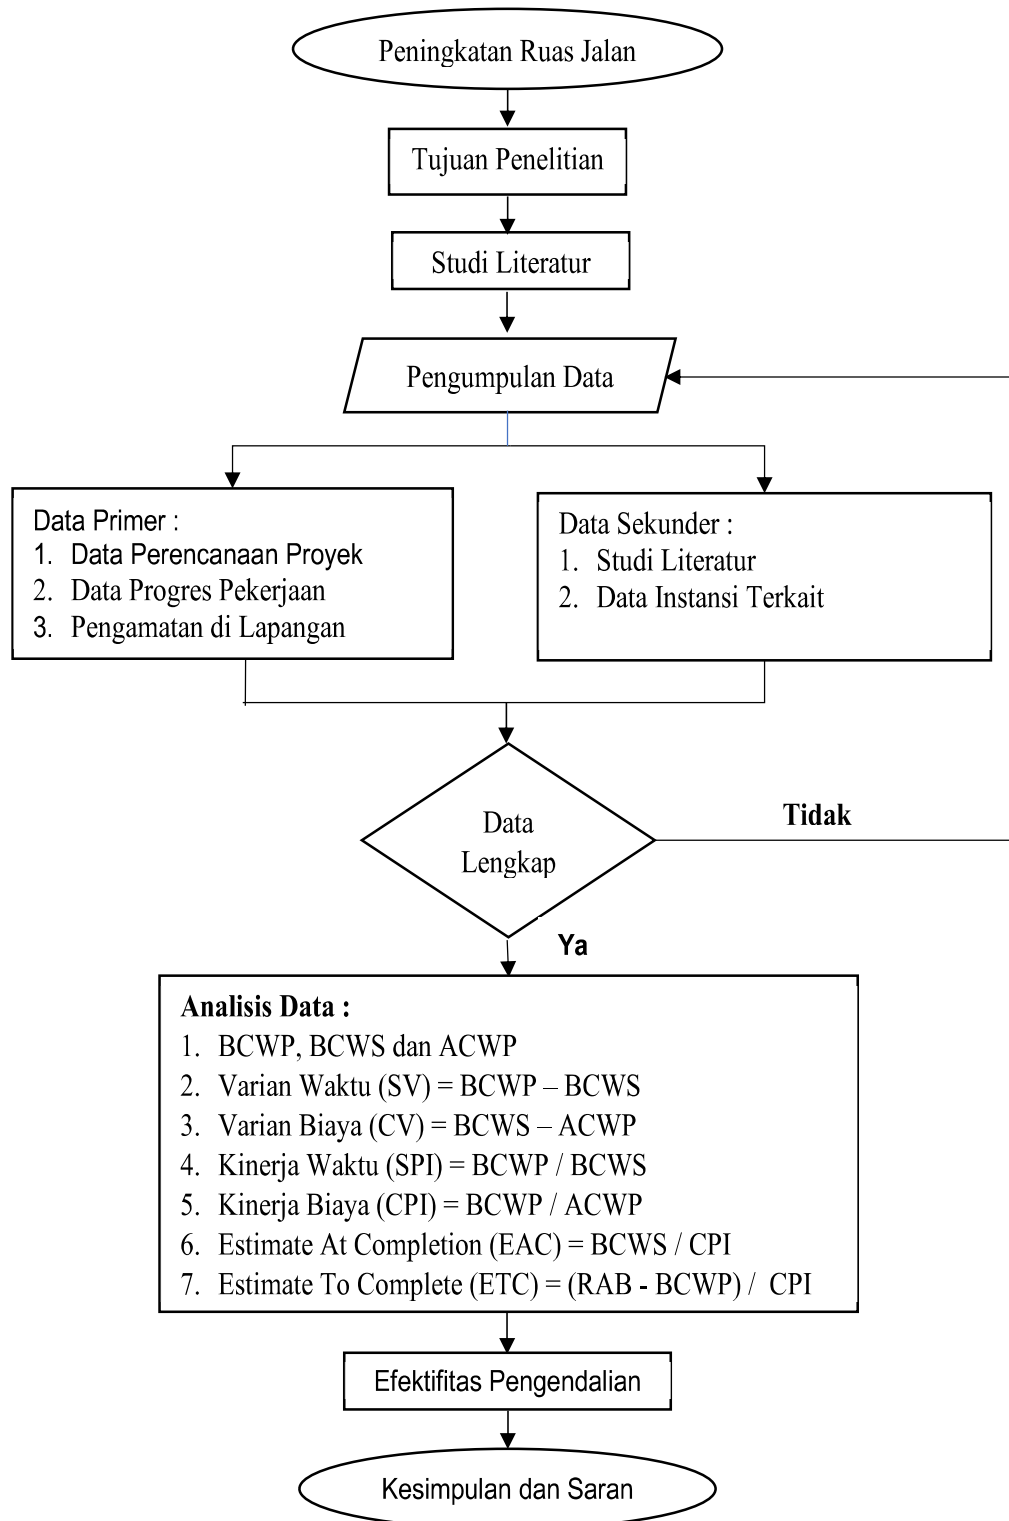 Peningkatan Ruas Jalan
Tujuan Penelitian
Studi Literatur
Pengumpulan Data
Data Primer :
1. Data Perencanaan Proyek
2. Data Progres Pekerjaan
3. Pengamatan di Lapangan
Data Sekunder :
1. Studi Literatur
2. Data Instansi Terkait
Data
Lengkap
Tidak
Ya
Analisis Data :
1. BCWP, BCWS dan ACWP
2. Varian Waktu (SV) = BCWP – BCWS
3. Varian Biaya (CV) = BCWS – ACWP
4. Kinerja Waktu (SPI) = BCWP / BCWS
5. Kinerja Biaya (CPI) = BCWP / ACWP
6. Estimate At Completion (EAC) = BCWS / CPI
7. Estimate To Complete (ETC) = (RAB - BCWP) / CPI
Efektifitas Pengendalian
Kesimpulan dan Saran